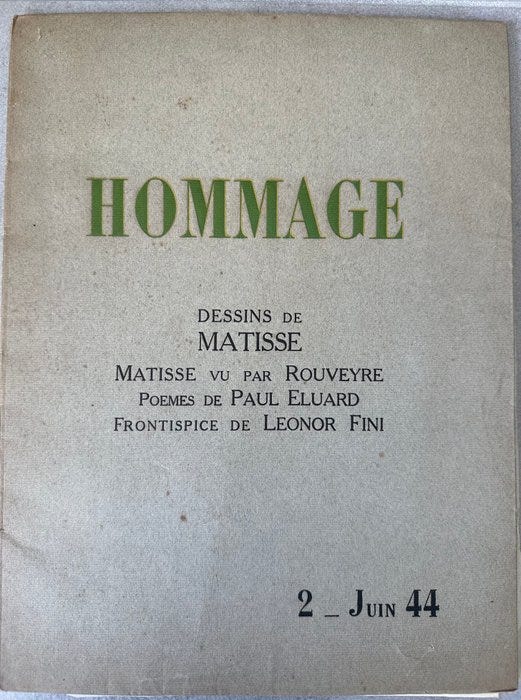 HOMMAGE
DESSINS DE
MATISSE
MATISSE VU PAR ROUVEYRE
POEMES DE PAUL ELUARD
FRONTISPICE DE LEONOR FINI
2 _ JUIN 44